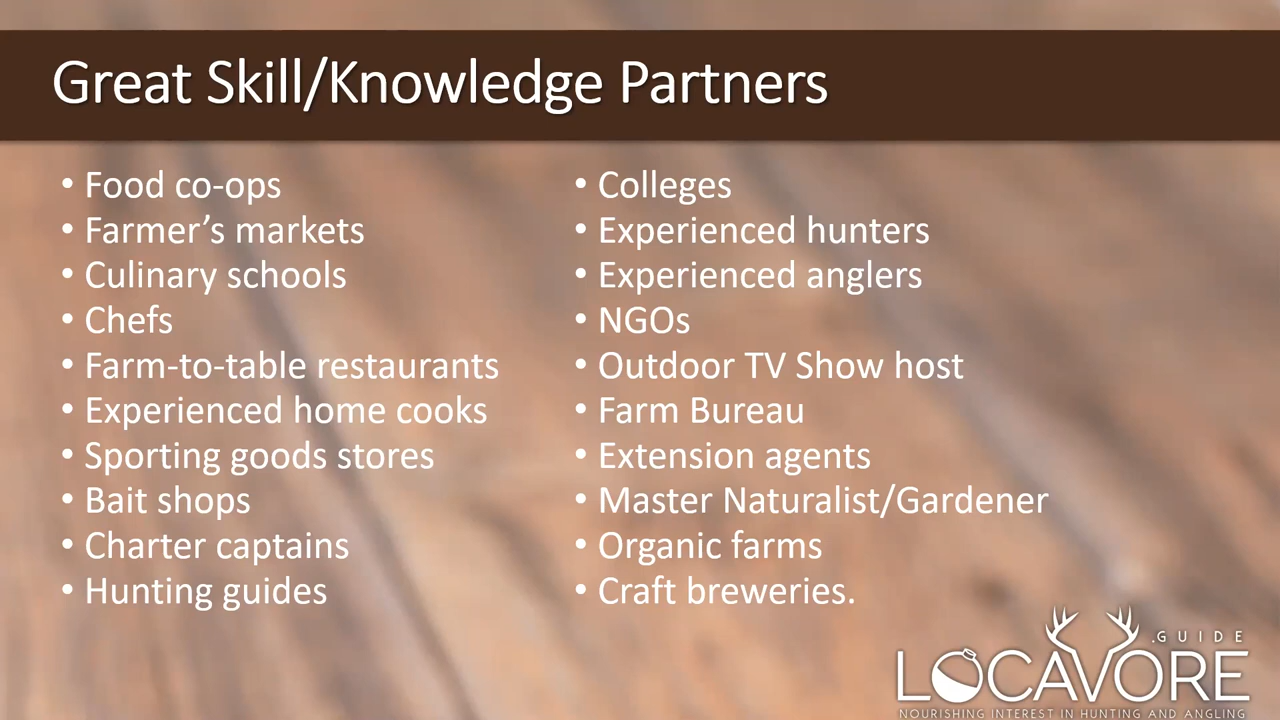 Great Skill/Knowledge Partners
• Food co-ops
• Farmer’s markets
• Culinary schools
• Chefs
• Farm-to-table restaurants
• Experienced home cooks
• Sporting goods stores
• Bait shops
• Charter captains
• Hunting guides
• Colleges
• Experienced hunters
• Experienced anglers
• NGOs
• Outdoor TV Show host
• Farm Bureau
• Extension agents
• Master Naturalist/Gardener
• Organic farms
• Craft breweries.
.GUIDE
LOCAVORE
NOURISHING INTEREST IN HUNTING AND ANGLING